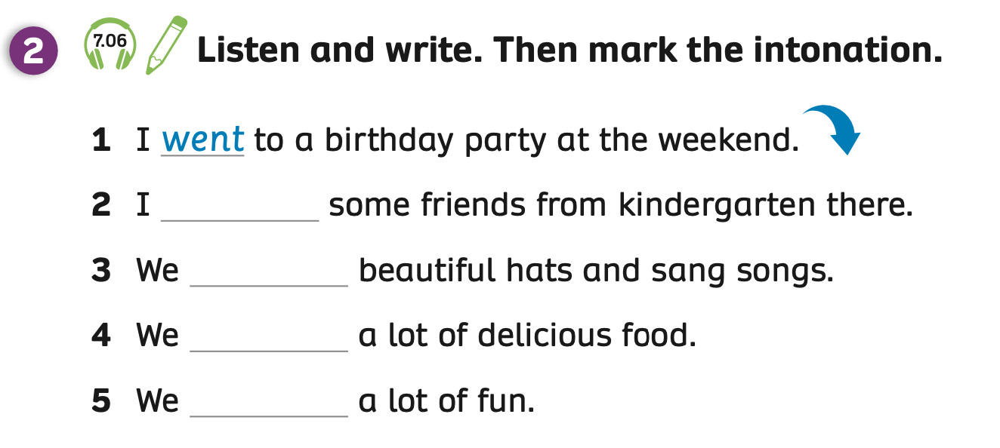 2 7.06 Listen and write. Then mark the intonation.
1 I went to a birthday party at the weekend.
2 I __________ some friends from kindergarten there.
3 We __________ beautiful hats and sang songs.
4 We __________ a lot of delicious food.
5 We __________ a lot of fun.